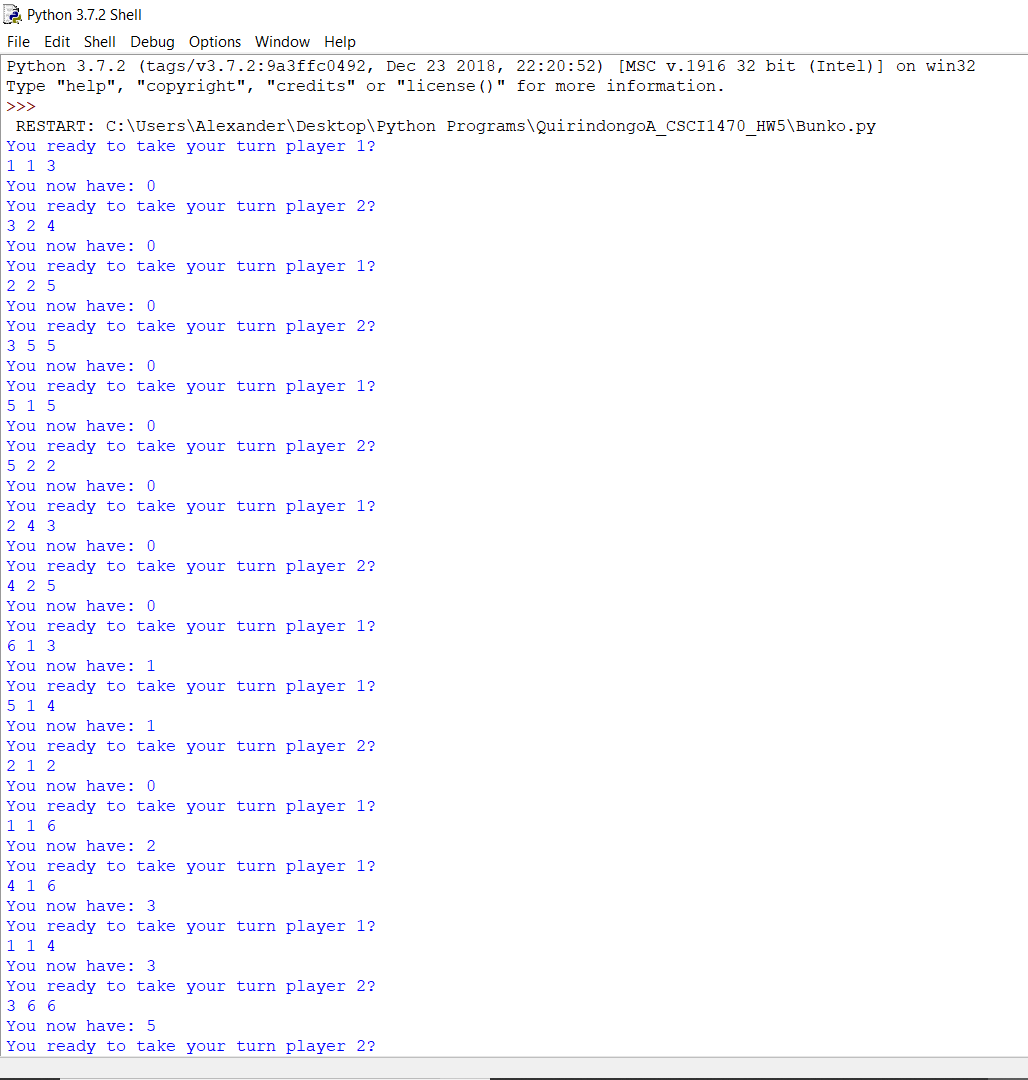 Python 3.7.2 Shell
File Edit Shell Debug Options Window Help
Python 3.7.2 (tags/v3.7.2:9a3ffc0492, Dec 23 2018, 22:20:52) [MSC v.1916 32 bit (Intel)] on win32
Type "help", "copyright", "credits" or "license()" for more information.
>>>
 RESTART: C:\Users\Alexander\Desktop\Python Programs\QuirindongoA_CSCI1470_HW5\Bunko.py
You ready to take your turn player 1?
1 1 3
You now have: 0
You ready to take your turn player 2?
3 2 4
You now have: 0
You ready to take your turn player 1?
2 2 5
You now have: 0
You ready to take your turn player 2?
3 5 5
You now have: 0
You ready to take your turn player 1?
5 1 5
You now have: 0
You ready to take your turn player 2?
5 2 2
You now have: 0
You ready to take your turn player 1?
2 4 3
You now have: 0
You ready to take your turn player 2?
4 2 5
You now have: 0
You ready to take your turn player 1?
6 1 3
You now have: 1
You ready to take your turn player 1?
5 1 4
You now have: 1
You ready to take your turn player 2?
2 1 2
You now have: 0
You ready to take your turn player 1?
1 1 6
You now have: 2
You ready to take your turn player 1?
4 1 6
You now have: 3
You ready to take your turn player 1?
1 1 4
You now have: 3
You ready to take your turn player 2?
3 6 6
You now have: 5
You ready to take your turn player 2?